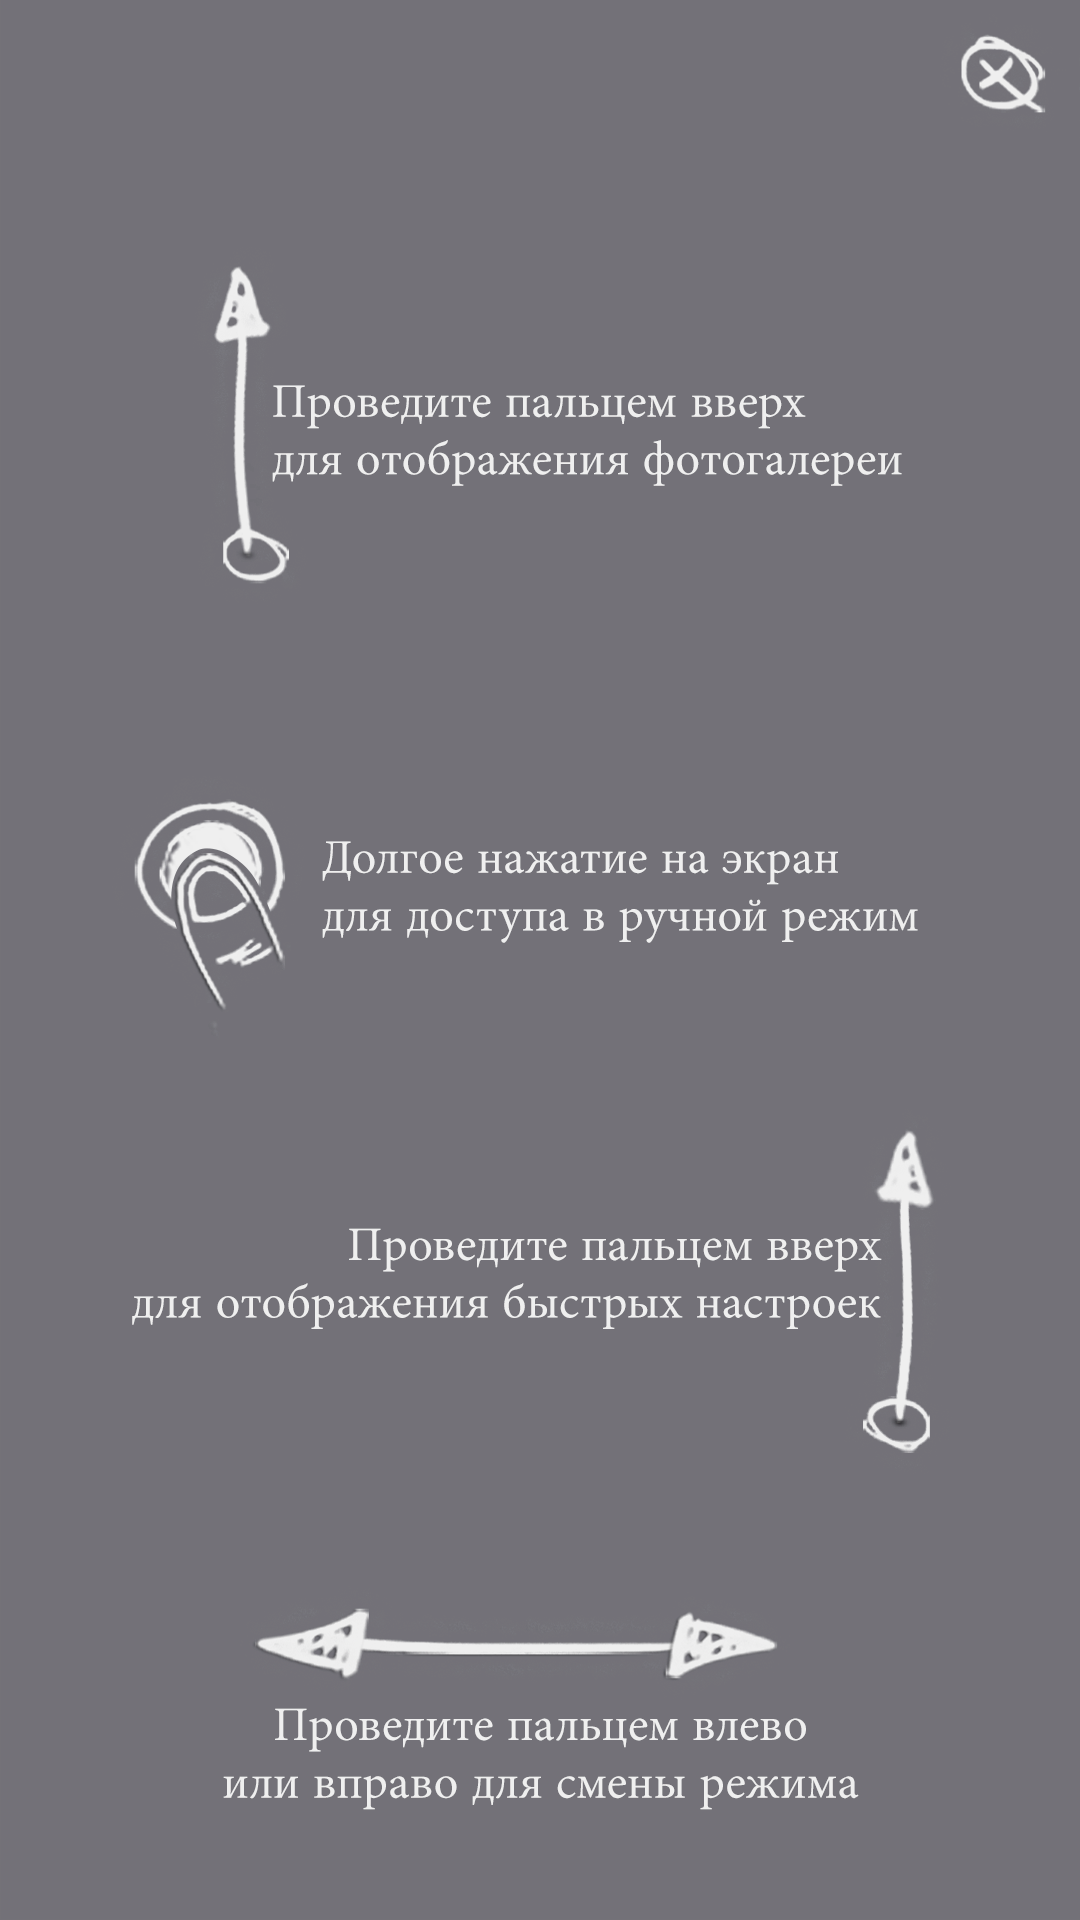 Проведите пальцем вверх
для отображения фотогалереи
Долгое нажатие на экран
для доступа в ручной режим
Проведите пальцем вверх
для отображения быстрых настроек
Проведите пальцем влево
или вправо для смены режима